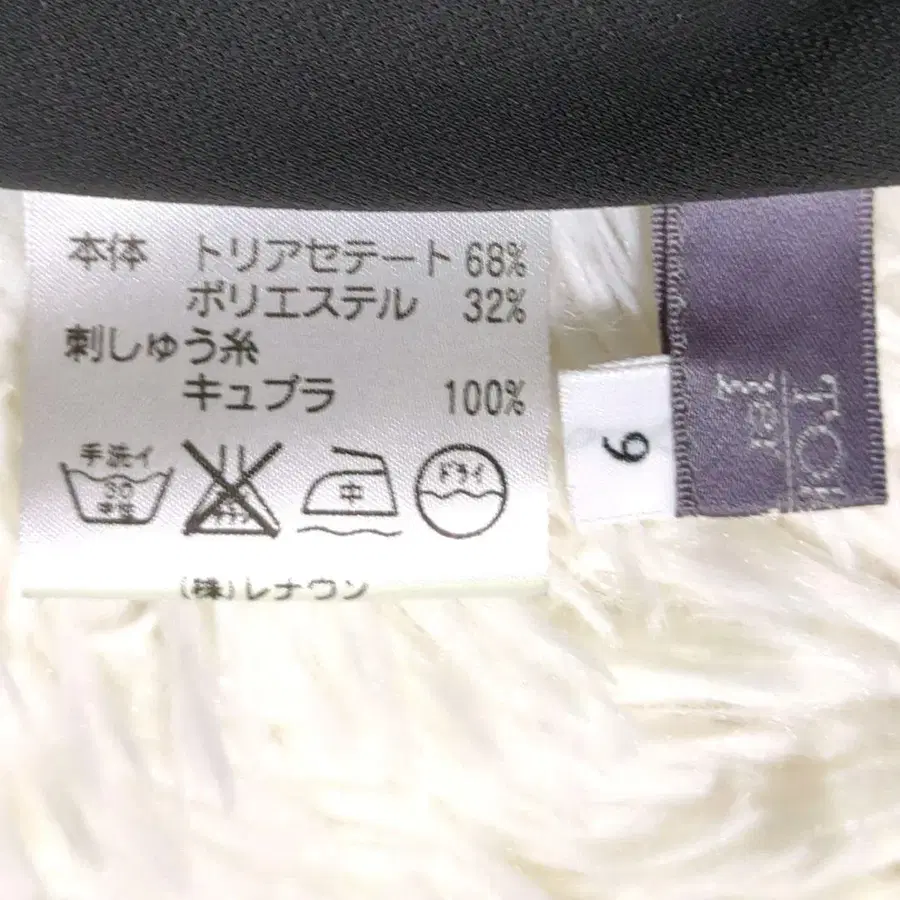 本体 トリアセテート 68%
ポリエステル 32%
刺しゅう糸
キュプラ 100%
手洗イ
30
中性
中
ドライ
(株)レナウン
9